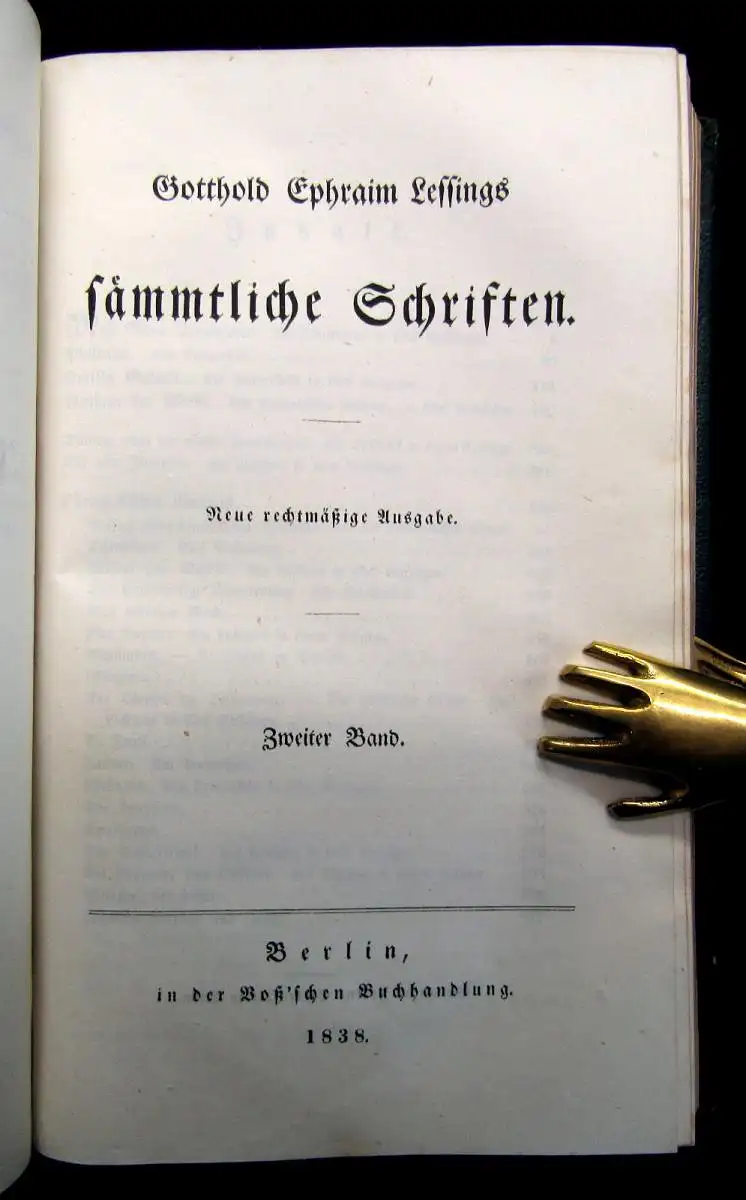 Gotthold Ephraim Leſſings
ſämmtliche Schriften.
Neue rechtmäßige Ausgabe.
Zweiter Band.
Berlin,
in der Voß'ſchen Buchhandlung.
1838.